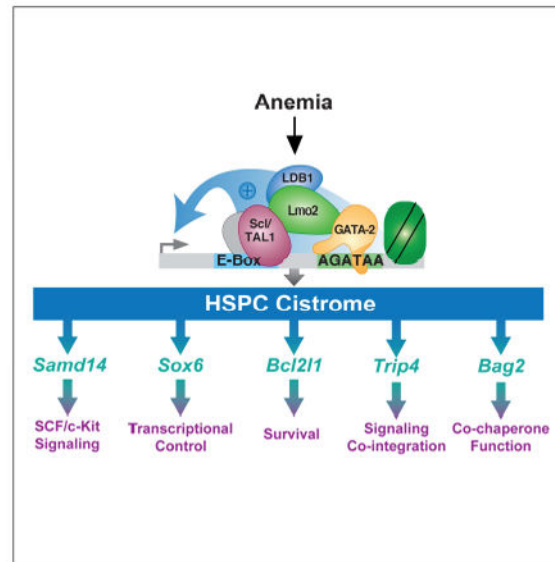 Anemia
LDB1
Lmo2
Scl/
TAL1
GATA-2
E-Box
AGATAA
HSPC Cistrome
Samd14
Sox6
Bcl2l1
Trip4
Bag2
SCF/c-Kit
Signaling
Transcriptional
Control
Survival
Signaling
Co-integration
Co-chaperone
Function